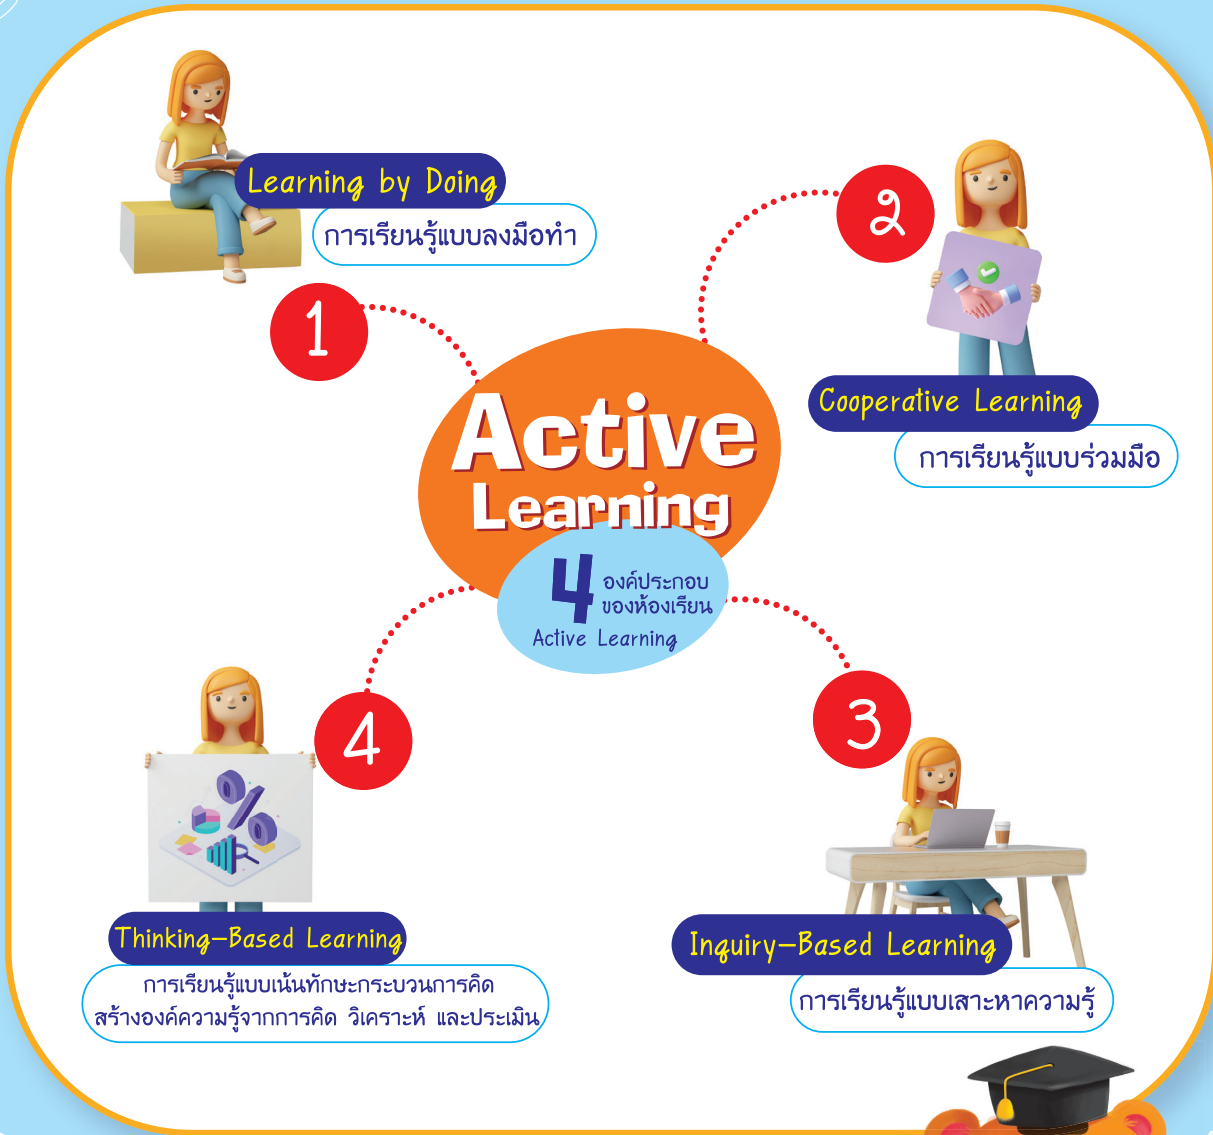 Learning by Doing
การเรียนรู้แบบลงมือทำ
1
2
Cooperative Learning
การเรียนรู้แบบร่วมมือ
Active
Learning
4 องค์ประกอบ
ของห้องเรียน
Active Learning
3
Inquiry-Based Learning
การเรียนรู้แบบเสาะหาความรู้
4
Thinking-Based Learning
การเรียนรู้แบบเน้นทักษะกระบวนการคิด
สร้างองค์ความรู้จากการคิด วิเคราะห์ และประเมิน